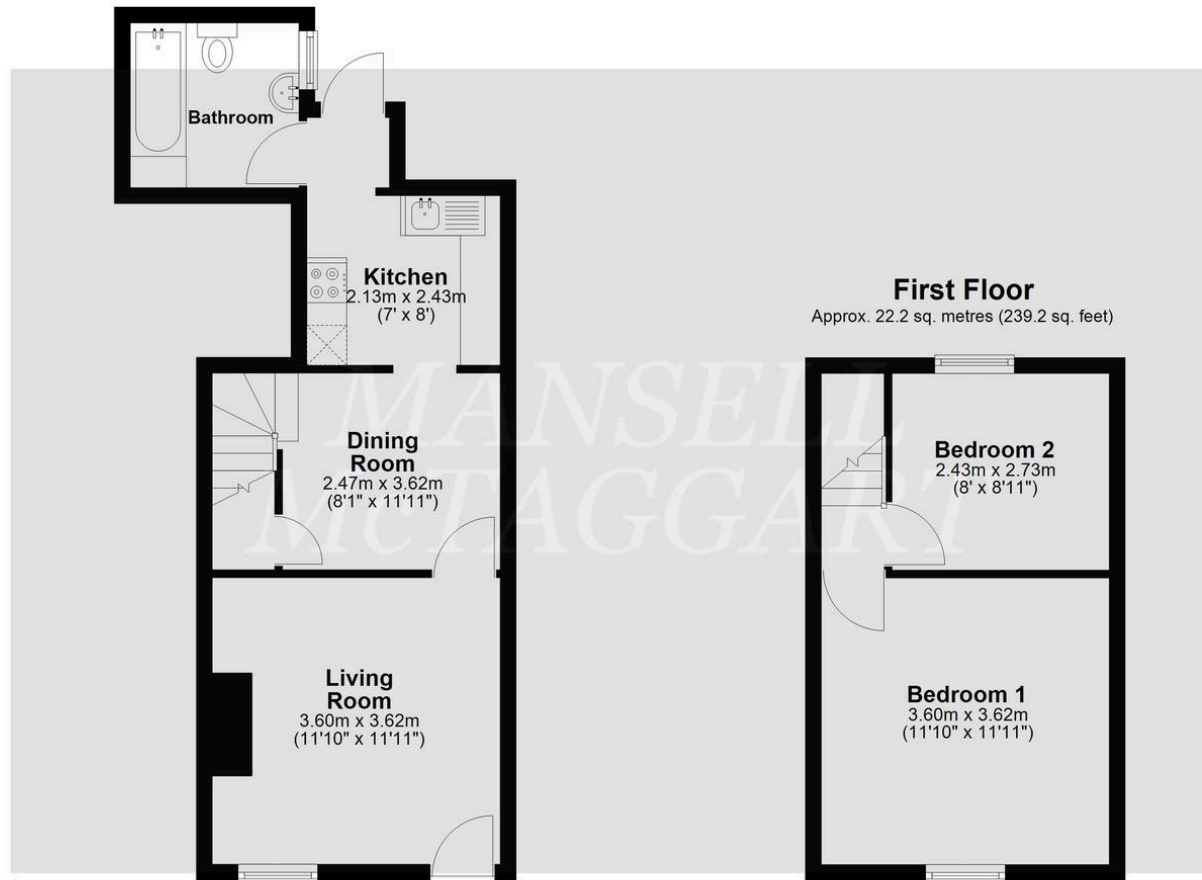 Bathroom
Kitchen
2.13m x 2.43m
(7' x 8')
First Floor
Approx. 22.2 sq. metres (239.2 sq. feet)
MANSELL
McTAGGART
Dining
Room
2.47m x 3.62m
(8'1" x 11'11")
Bedroom 2
2.43m x 2.73m
(8' x 8'11")
Living
Room
3.60m x 3.62m
(11'10" x 11'11")
Bedroom 1
3.60m x 3.62m
(11'10" x 11'11")